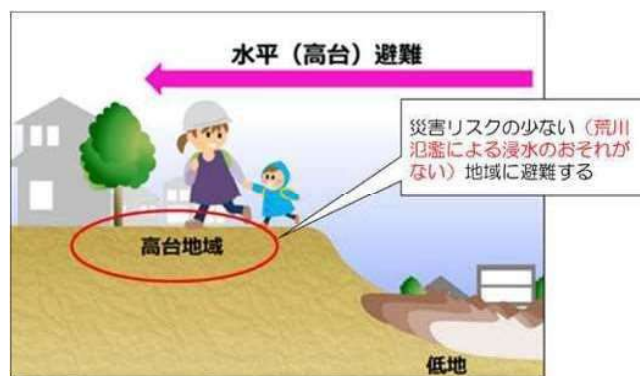 水平（高台）避難
災害リスクの少ない（荒川
氾濫による浸水のおそれが
ない）地域に避難する
高台地域
低地